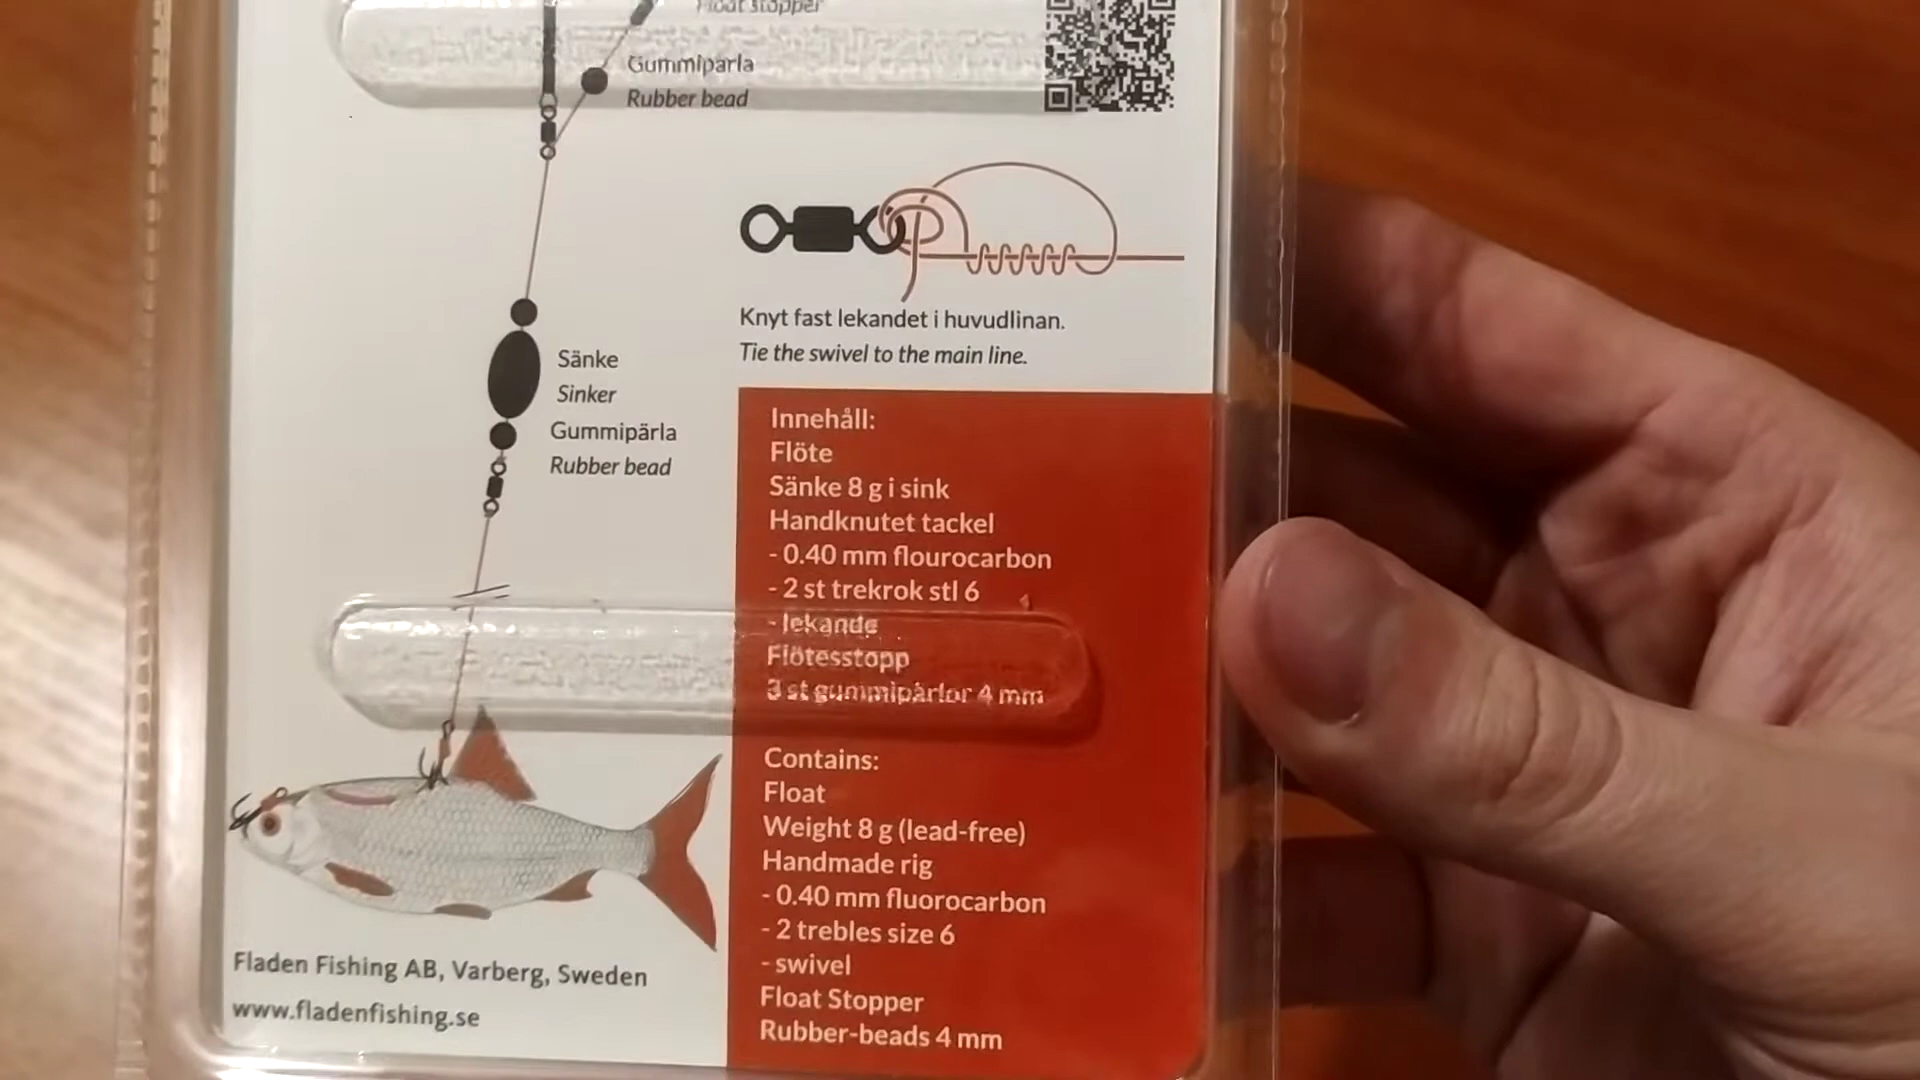 Float stopper
Gummipärla
Rubber bead
Knyt fast lekandet i huvudlinan.
Tie the swivel to the main line.
Sänke
Sinker
Gummipärla
Rubber bead
Innehåll:
Flöte
Sänke 8 g i sink
Handknutet tackel
- 0.40 mm flourocarbon
- 2 st trekrok stl 6
- lekande
Flötesstopp
3 st gummipärlor 4 mm
Contains:
Float
Weight 8 g (lead-free)
Handmade rig
- 0.40 mm fluorocarbon
- 2 trebles size 6
- swivel
Float Stopper
Rubber-beads 4 mm
Fladen Fishing AB, Varberg, Sweden
www.fladenfishing.se